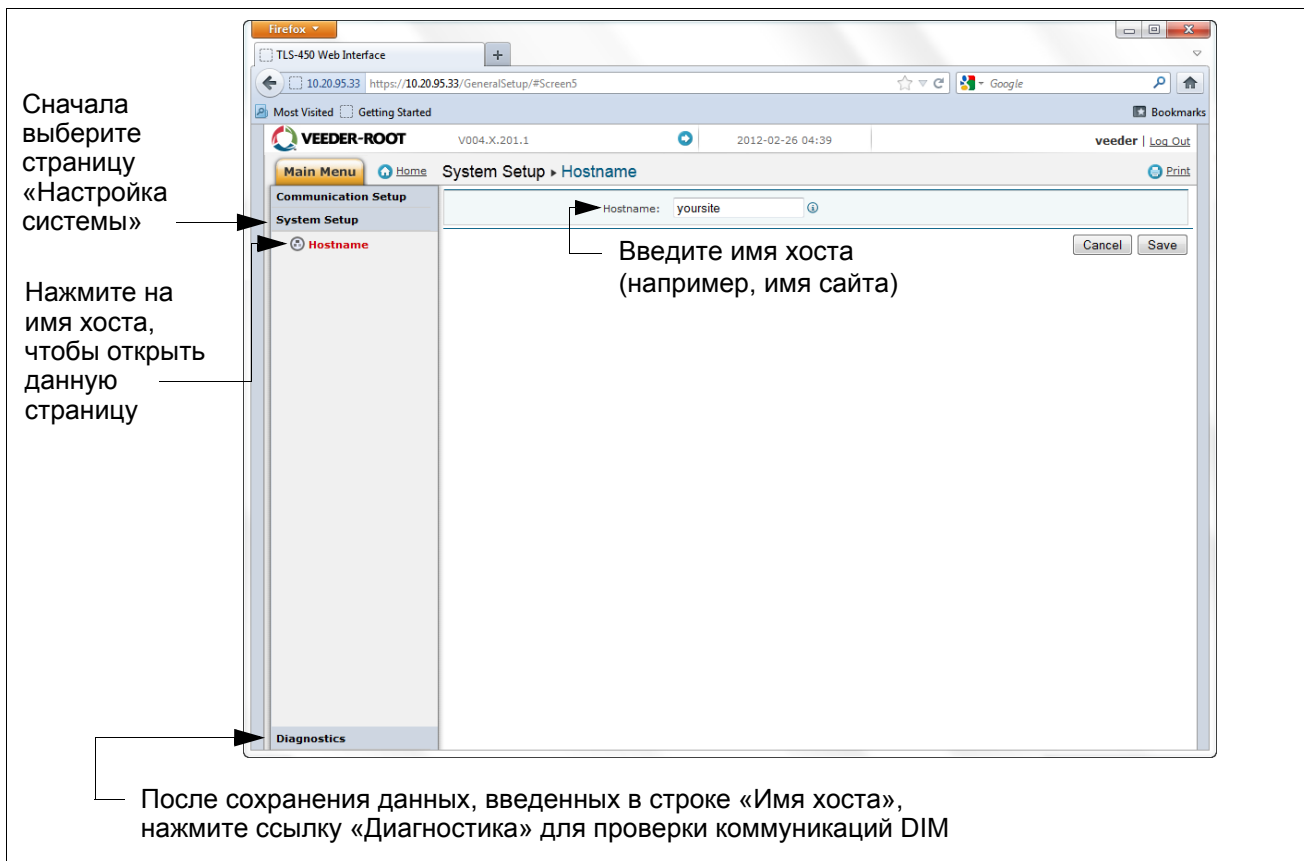 Firefox
TLS-450 Web Interface
+
10.20.95.33 https://10.20.95.33/GeneralSetup/#Screen5
Google
Most Visited Getting Started
Bookmarks
VEEDER-ROOT V004.X.201.1 2012-02-26 04:39 veeder | Log Out
Main Menu Home System Setup ▸ Hostname Print
Communication Setup
System Setup
Hostname
Hostname: yoursite
Cancel Save
Diagnostics
Сначала
выберите
страницу
«Настройка
системы»
Нажмите на
имя хоста,
чтобы открыть
данную
страницу
Введите имя хоста
(например, имя сайта)
После сохранения данных, введенных в строке «Имя хоста»,
нажмите ссылку «Диагностика» для проверки коммуникаций DIM